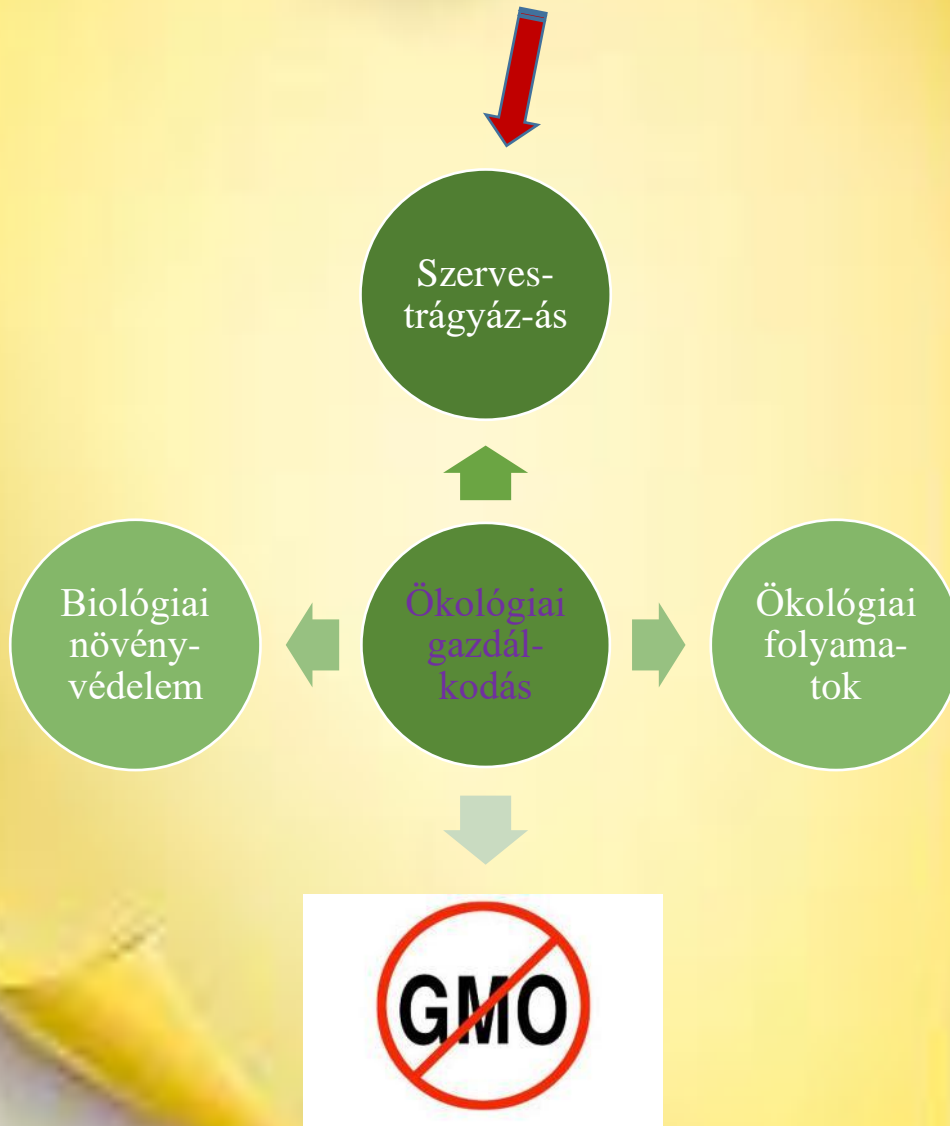 Szerves-
trágyáz-ás
Biológiai
növény-
védelem
Ökológiai
gazdál-
kodás
Ökológiai
folyama-
tok
GMO